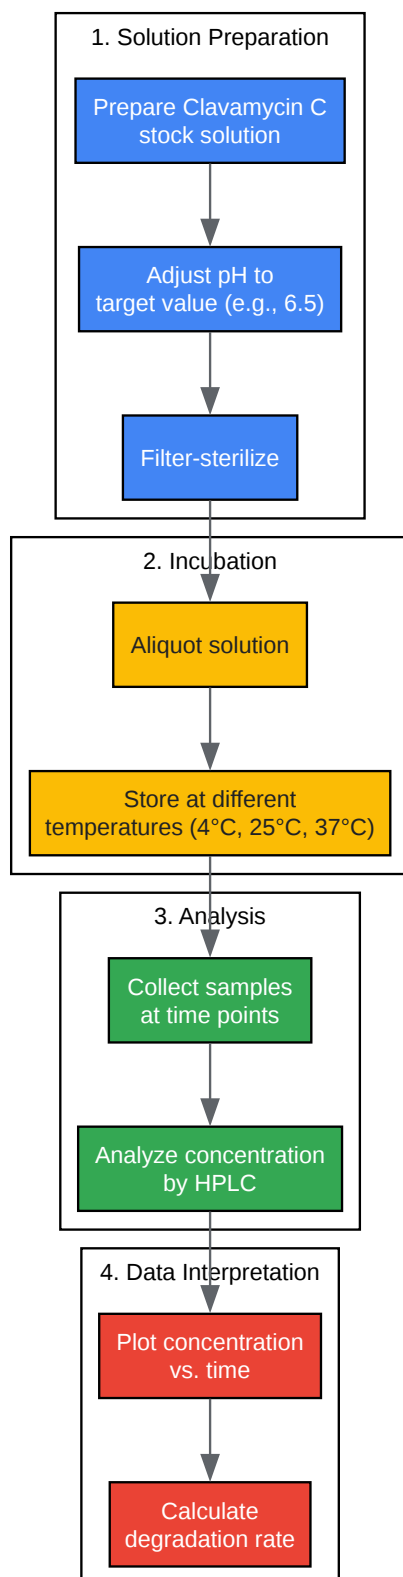 1. Solution Preparation
Prepare Clavamycin C
stock solution
Adjust pH to
target value (e.g., 6.5)
Filter-sterilize
2. Incubation
Aliquot solution
Store at different
temperatures (4°C, 25°C, 37°C)
3. Analysis
Collect samples
at time points
Analyze concentration
by HPLC
4. Data Interpretation
Plot concentration
vs. time
Calculate
degradation rate